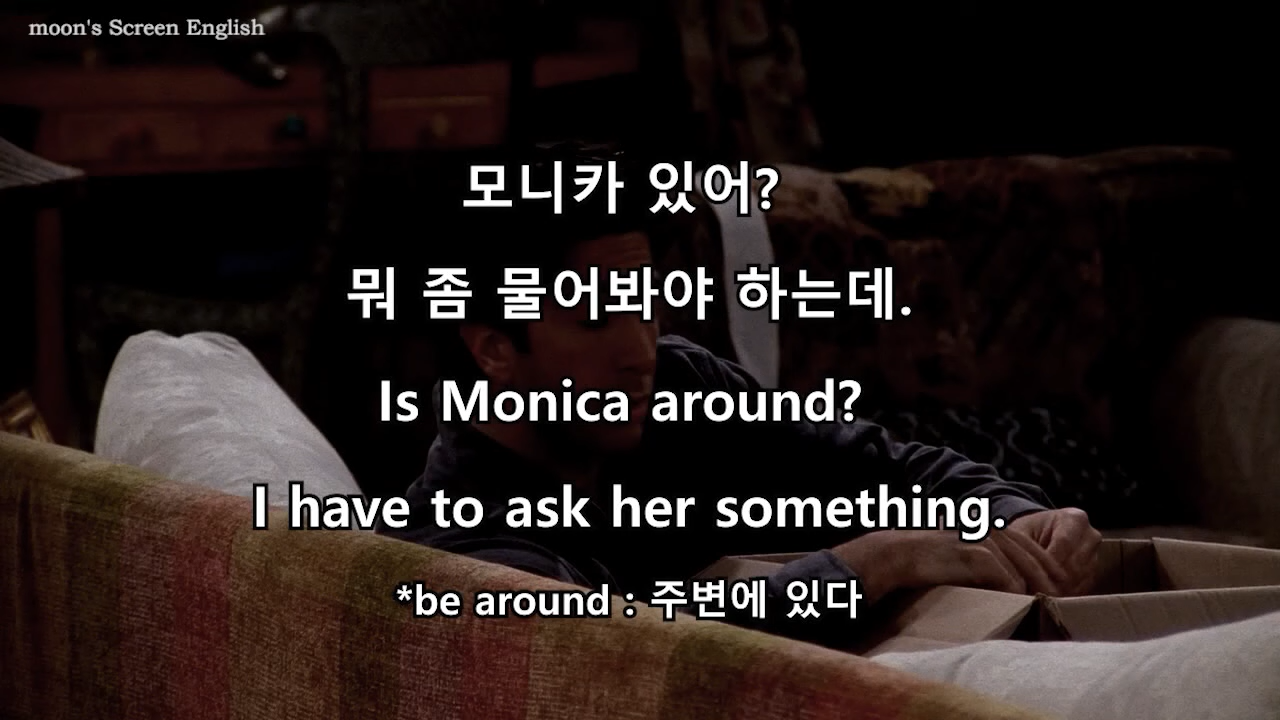 moon's Screen English
모니카 있어?
뭐 좀 물어봐야 하는데.
Is Monica around?
I have to ask her something.
*be around : 주변에 있다